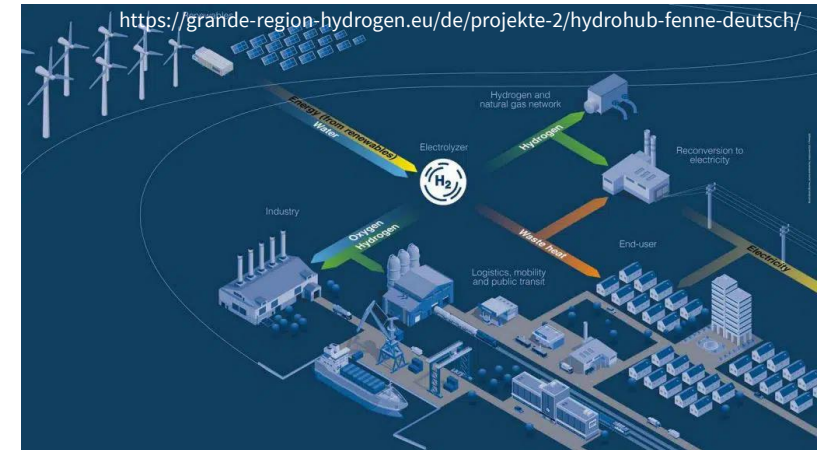 https://grande-region-hydrogen.eu/de/projekte-2/hydrohub-fenne-deutsch/
Renewables
Energy (from renewables)
Water
Hydrogen and
natural gas network
Electrolyzer
H₂
Hydrogen
Reconversion to
electricity
Industry
Oxygen
Hydrogen
Waste heat
End-user
Electricity
Logistics, mobility
and public transit